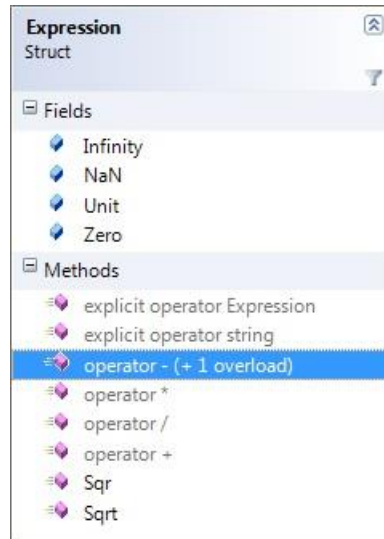 Expression
Struct
Fields
Infinity
NaN
Unit
Zero
Methods
explicit operator Expression
explicit operator string
operator - (+ 1 overload)
operator *
operator /
operator +
Sqr
Sqrt